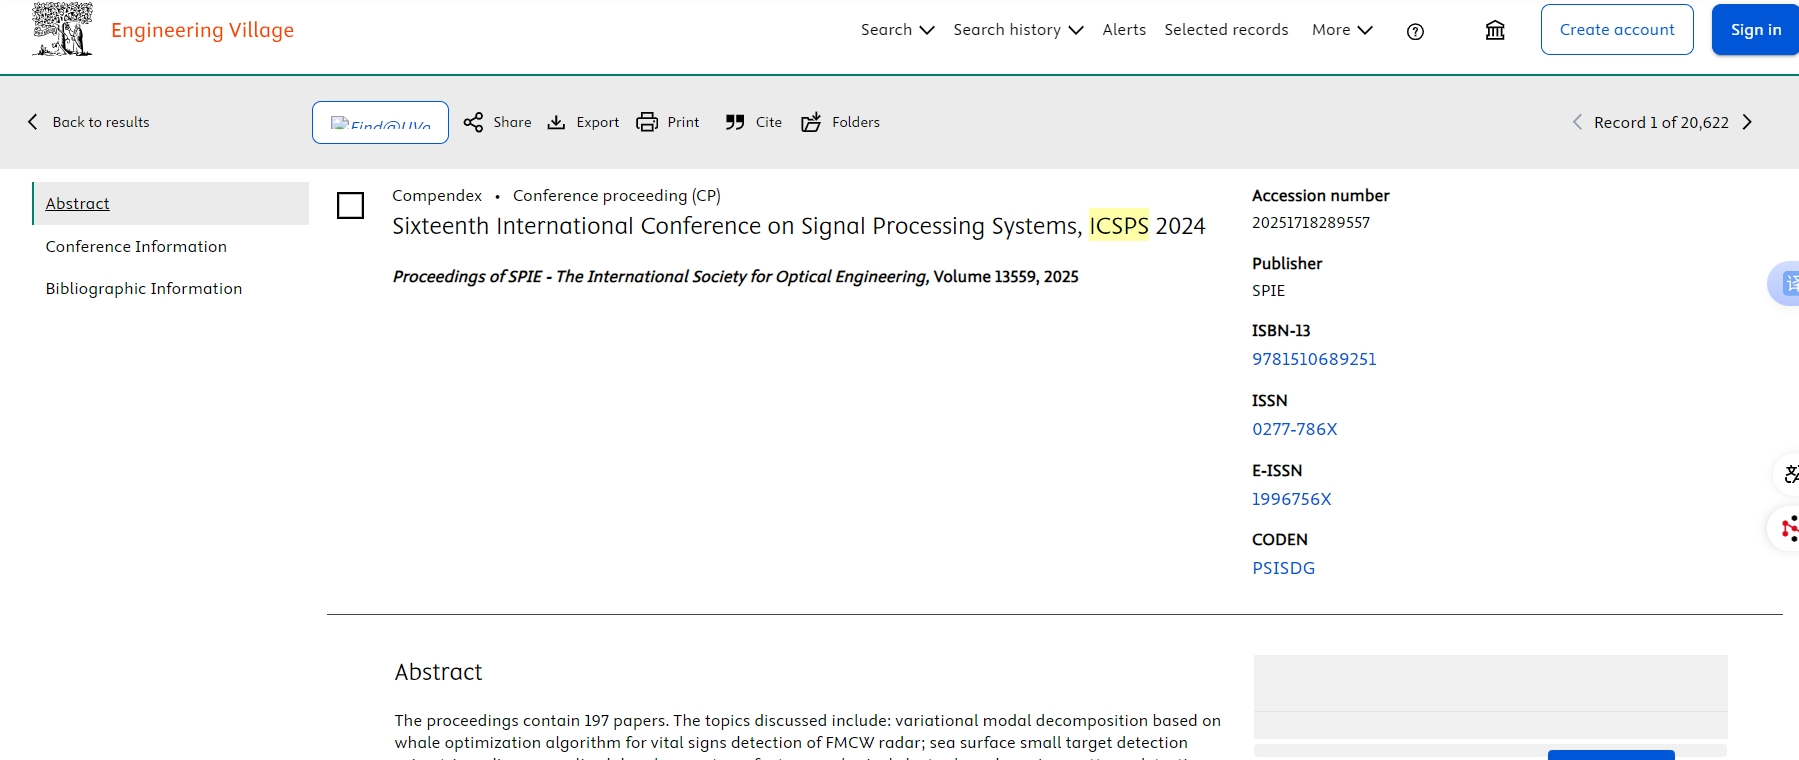 Engineering Village
Search
Search history
Alerts
Selected records
More
Create account
Sign in
Back to results
Share
Export
Print
Cite
Folders
Record 1 of 20,622
Abstract
Conference Information
Bibliographic Information
Compendex • Conference proceeding (CP)
Sixteenth International Conference on Signal Processing Systems, ICSPS 2024
Proceedings of SPIE - The International Society for Optical Engineering, Volume 13559, 2025
Accession number
20251718289557
Publisher
SPIE
ISBN-13
9781510689251
ISSN
0277-786X
E-ISSN
1996756X
CODEN
PSISDG
Abstract
The proceedings contain 197 papers. The topics discussed include: variational modal decomposition based on
whale optimization algorithm for vital signs detection of FMCW radar; sea surface small target detection